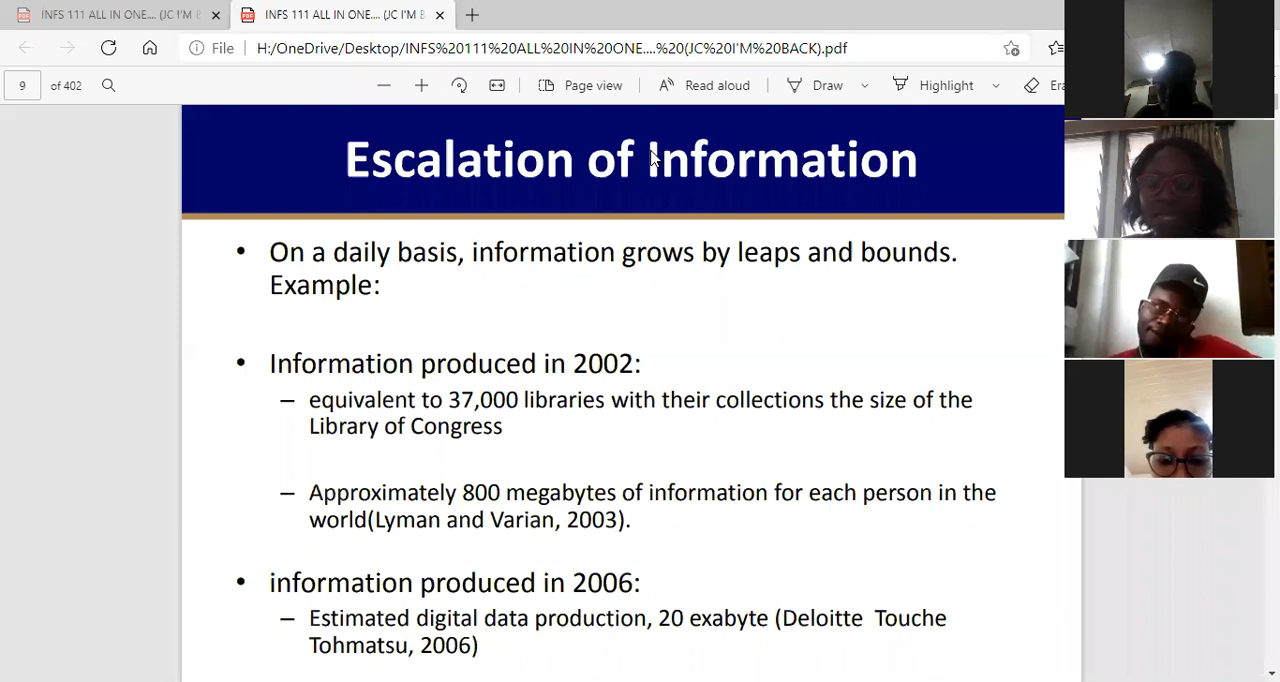 INFS 111 ALL IN ONE.... (JC I'M B
INFS 111 ALL IN ONE.... (JC I'M B
File
H:/OneDrive/Desktop/INFS%20111%20ALL%20IN%20ONE....%20(JC%20I'M%20BACK).pdf
9 of 402
Page view
Read aloud
Draw
Highlight
Era
Escalation of Information
• On a daily basis, information grows by leaps and bounds.
Example:
• Information produced in 2002:
– equivalent to 37,000 libraries with their collections the size of the
Library of Congress
– Approximately 800 megabytes of information for each person in the
world(Lyman and Varian, 2003).
• information produced in 2006:
– Estimated digital data production, 20 exabyte (Deloitte Touche
Tohmatsu, 2006)